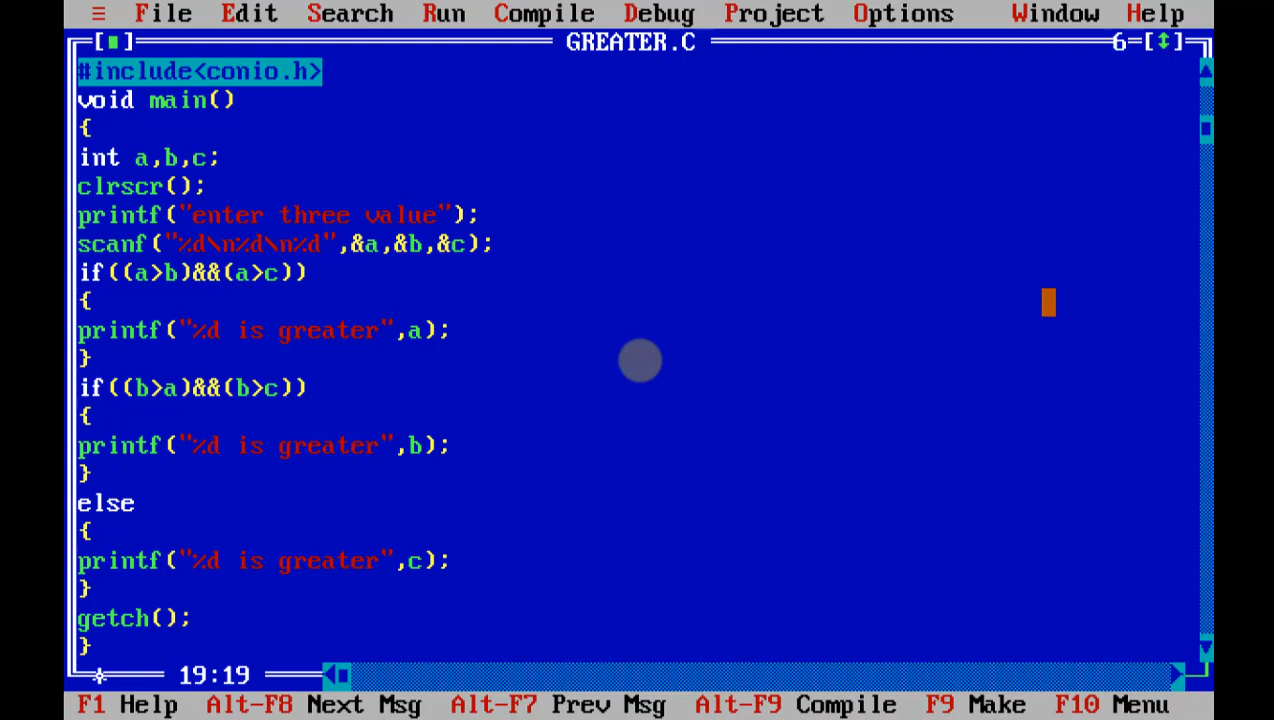 ≡ File Edit Search Run Compile Debug Project Options Window Help
[■] GREATER.C 6=[↕]
#include<conio.h>
void main()
{
int a,b,c;
clrscr();
printf("enter three value");
scanf("%d\n%d\n%d",&a,&b,&c);
if((a>b)&&(a>c))
{
printf("%d is greater",a);
}
if((b>a)&&(b>c))
{
printf("%d is greater",b);
}
else
{
printf("%d is greater",c);
}
getch();
}
19:19
F1 Help Alt-F8 Next Msg Alt-F7 Prev Msg Alt-F9 Compile F9 Make F10 Menu